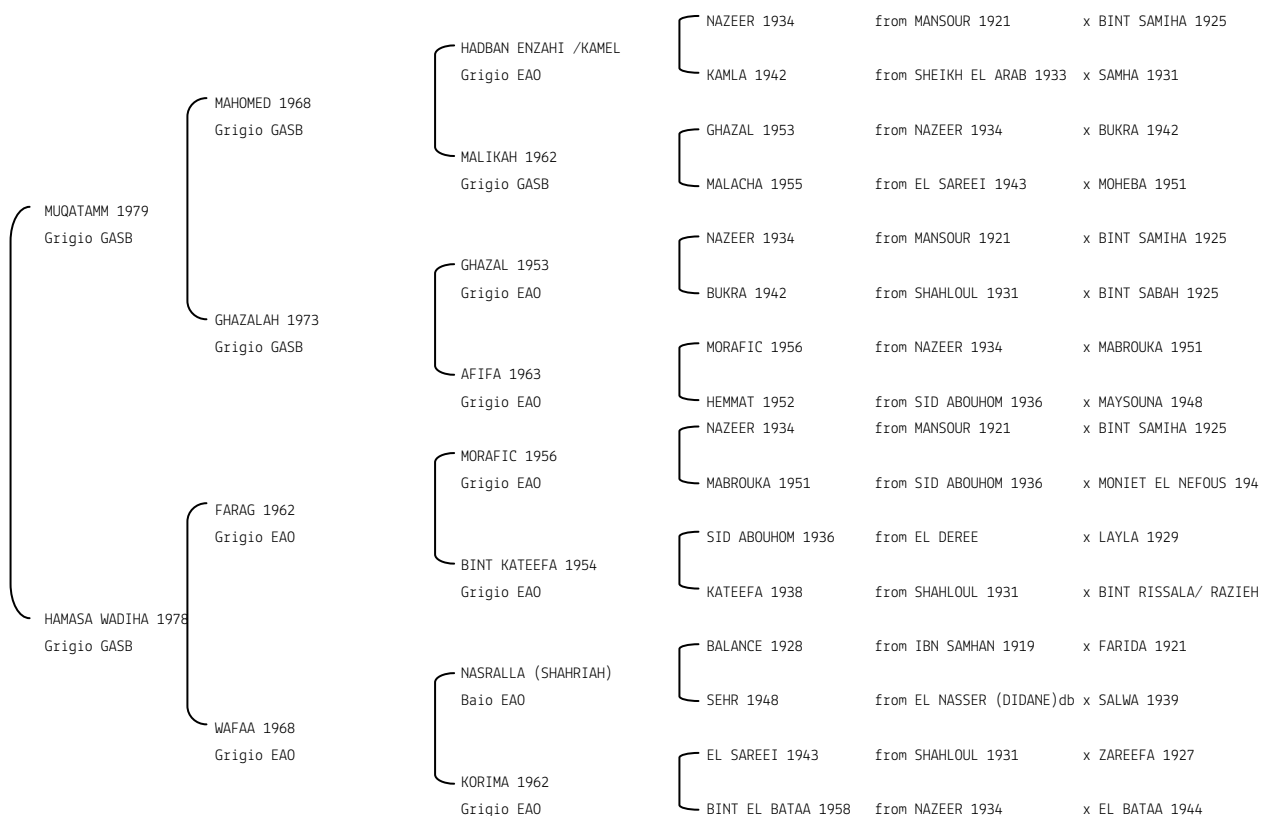 NAZEER 1934 from MANSOUR 1921 x BINT SAMIHA 1925
HADBAN ENZAHI /KAMEL
Grigio EAO
KAMLA 1942 from SHEIKH EL ARAB 1933 x SAMHA 1931
MAHOMED 1968
Grigio GASB
GHAZAL 1953 from NAZEER 1934 x BUKRA 1942
MALIKAH 1962
Grigio GASB
MALACHA 1955 from EL SAREEI 1943 x MOHEBA 1951
MUQATAMM 1979
Grigio GASB
NAZEER 1934 from MANSOUR 1921 x BINT SAMIHA 1925
GHAZAL 1953
Grigio EAO
BUKRA 1942 from SHAHLOUL 1931 x BINT SABAH 1925
GHAZALAH 1973
Grigio GASB
MORAFIC 1956 from NAZEER 1934 x MABROUKA 1951
AFIFA 1963
Grigio EAO
HEMMAT 1952 from SID ABOUHOM 1936 x MAYSOUNA 1948
NAZEER 1934 from MANSOUR 1921 x BINT SAMIHA 1925
MORAFIC 1956
Grigio EAO
MABROUKA 1951 from SID ABOUHOM 1936 x MONIET EL NEFOUS 194
FARAG 1962
Grigio EAO
SID ABOUHOM 1936 from EL DEREE x LAYLA 1929
BINT KATEEFA 1954
Grigio EAO
KATEEFA 1938 from SHAHLOUL 1931 x BINT RISSALA/ RAZIEH
HAMASA WADIHA 1978
Grigio GASB
BALANCE 1928 from IBN SAMHAN 1919 x FARIDA 1921
NASRALLA (SHAHRIAH)
Baio EAO
SEHR 1948 from EL NASSER (DIDANE)db x SALWA 1939
WAFAA 1968
Grigio EAO
EL SAREEI 1943 from SHAHLOUL 1931 x ZAREEFA 1927
KORIMA 1962
Grigio EAO
BINT EL BATAA 1958 from NAZEER 1934 x EL BATAA 1944